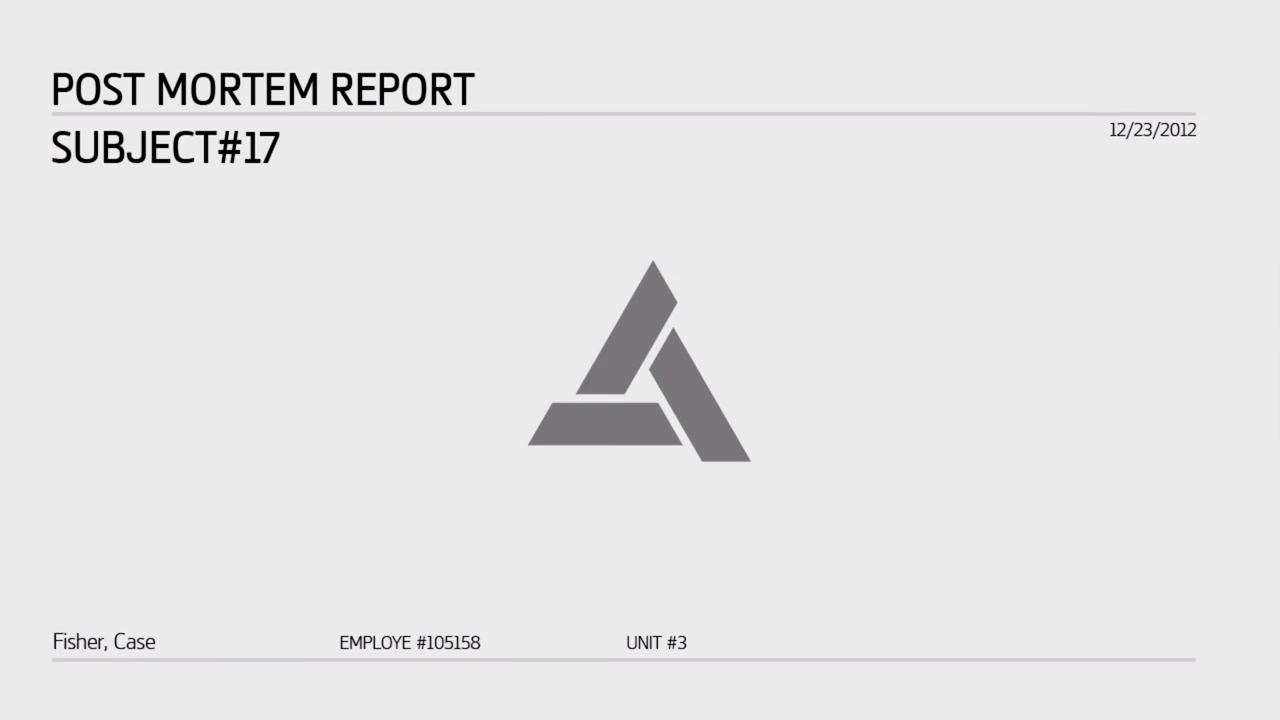 POST MORTEM REPORT
12/23/2012
SUBJECT#17
Fisher, Case
EMPLOYE #105158
UNIT #3